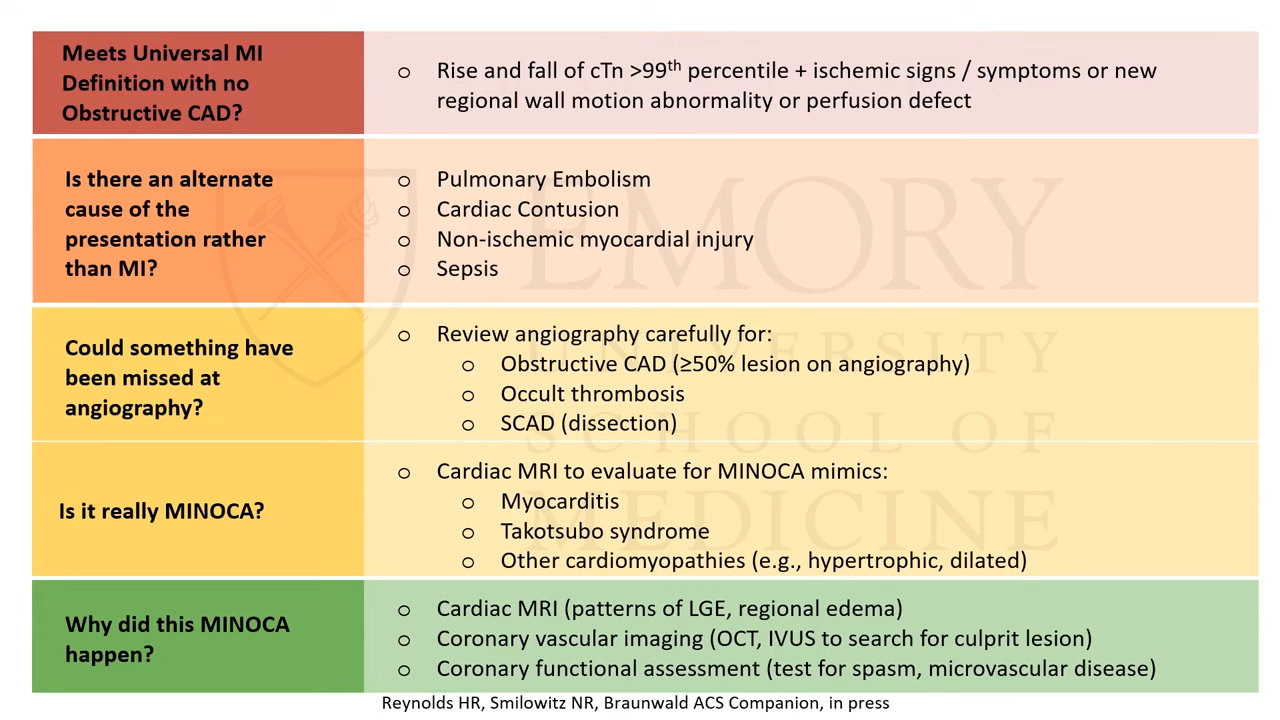 Meets Universal MI
Definition with no
Obstructive CAD?
o Rise and fall of cTn >99th percentile + ischemic signs / symptoms or new
regional wall motion abnormality or perfusion defect
Is there an alternate
cause of the
presentation rather
than MI?
o Pulmonary Embolism
o Cardiac Contusion
o Non-ischemic myocardial injury
o Sepsis
Could something have
been missed at
angiography?
o Review angiography carefully for:
o Obstructive CAD (≥50% lesion on angiography)
o Occult thrombosis
o SCAD (dissection)
Is it really MINOCA?
o Cardiac MRI to evaluate for MINOCA mimics:
o Myocarditis
o Takotsubo syndrome
o Other cardiomyopathies (e.g., hypertrophic, dilated)
Why did this MINOCA
happen?
o Cardiac MRI (patterns of LGE, regional edema)
o Coronary vascular imaging (OCT, IVUS to search for culprit lesion)
o Coronary functional assessment (test for spasm, microvascular disease)
Reynolds HR, Smilowitz NR, Braunwald ACS Companion, in press
EMORY
UNIVERSITY
SCHOOL OF
MEDICINE